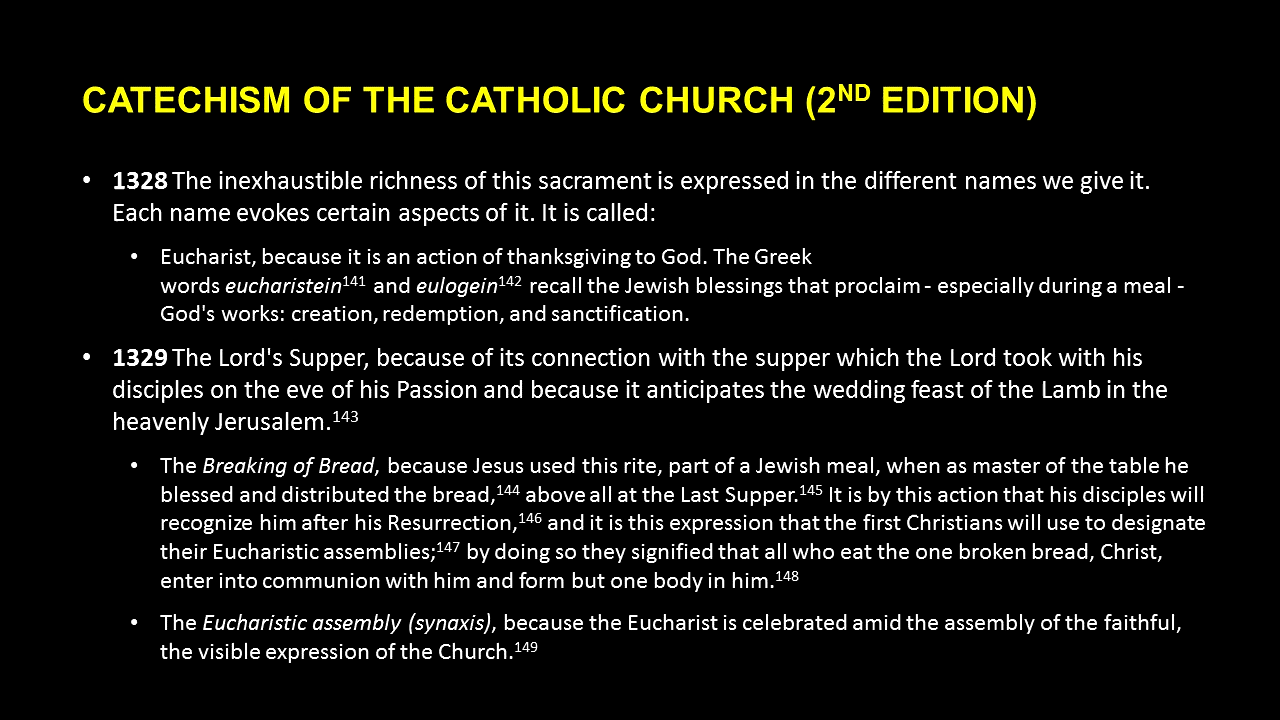 CATECHISM OF THE CATHOLIC CHURCH (2ND EDITION)
• 1328 The inexhaustible richness of this sacrament is expressed in the different names we give it.
Each name evokes certain aspects of it. It is called:
• Eucharist, because it is an action of thanksgiving to God. The Greek
words eucharistein141 and eulogein142 recall the Jewish blessings that proclaim - especially during a meal -
God's works: creation, redemption, and sanctification.
• 1329 The Lord's Supper, because of its connection with the supper which the Lord took with his
disciples on the eve of his Passion and because it anticipates the wedding feast of the Lamb in the
heavenly Jerusalem.143
• The Breaking of Bread, because Jesus used this rite, part of a Jewish meal, when as master of the table he
blessed and distributed the bread,144 above all at the Last Supper.145 It is by this action that his disciples will
recognize him after his Resurrection,146 and it is this expression that the first Christians will use to designate
their Eucharistic assemblies;147 by doing so they signified that all who eat the one broken bread, Christ,
enter into communion with him and form but one body in him.148
• The Eucharistic assembly (synaxis), because the Eucharist is celebrated amid the assembly of the faithful,
the visible expression of the Church.149